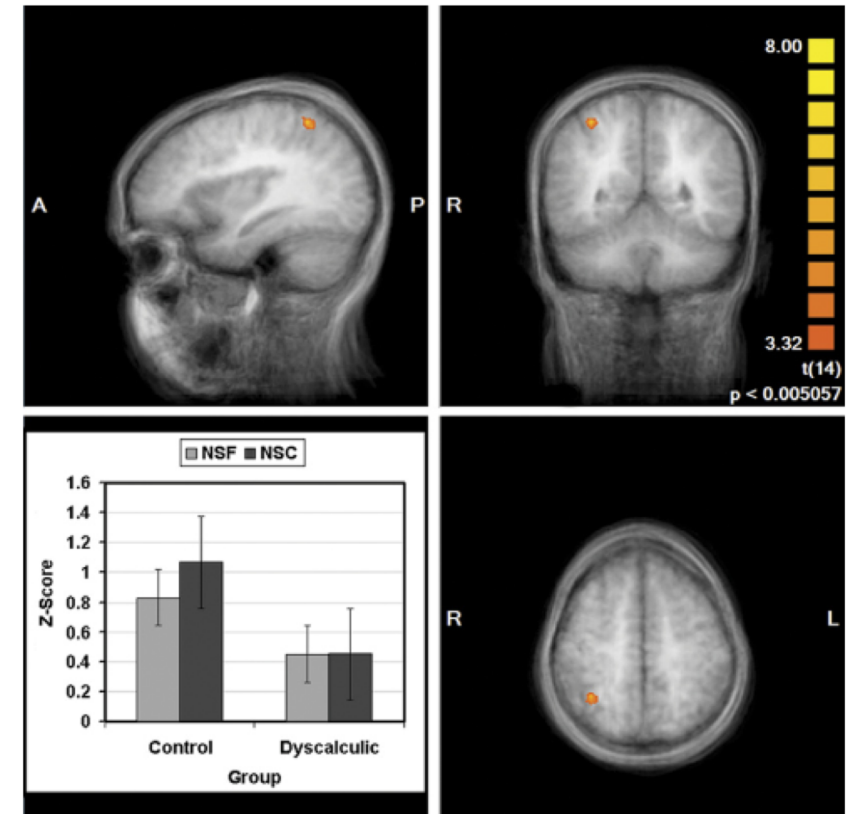 A
P
R
8.00
3.32
t(14)
p < 0.005057
NSF NSC
1.6
1.4
1.2
1
0.8
0.6
0.4
0.2
0
Z-Score
Control Dyscalculic
Group
R
L